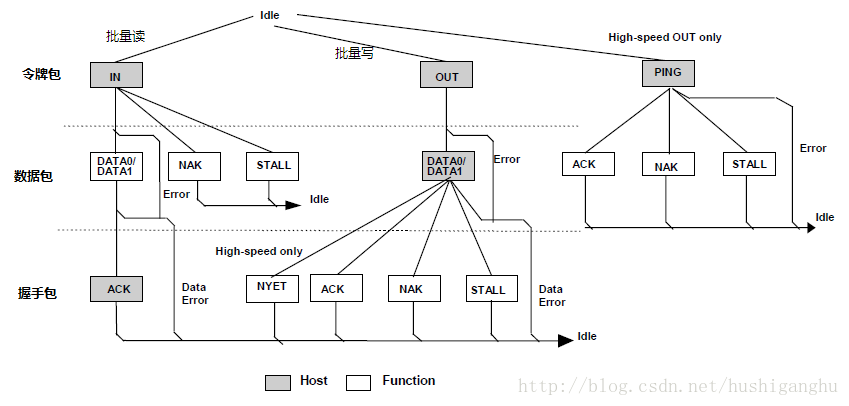 Idle
批量读
High-speed OUT only
批量写
令牌包
IN
OUT
PING
数据包
DATA0/
DATA1
NAK
STALL
DATA0/
DATA1
Error
ACK
NAK
STALL
Error
Error
Idle
Idle
High-speed only
握手包
ACK
Data
Error
NYET
ACK
NAK
STALL
Data
Error
Idle
Host
Function
http://blog.csdn.net/hushiganghu